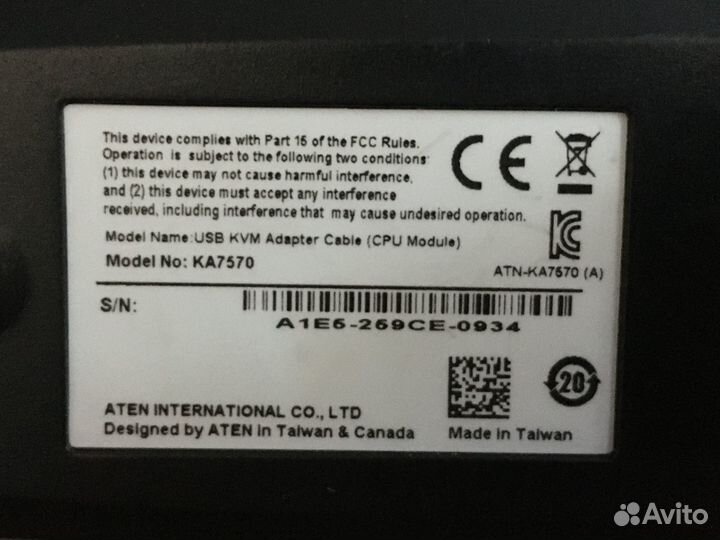 This device complies with Part 15 of the FCC Rules.
Operation is subject to the following two conditions:
(1) this device may not cause harmful interference,
and (2) this device must accept any interference
received, including interference that may cause undesired operation.
CE
Model Name:USB KVM Adapter Cable (CPU Module)
Model No: KA7570
ATN-KA7570 (A)
S/N:
A1E5-259CE-0934
20
ATEN INTERNATIONAL CO., LTD
Designed by ATEN in Taiwan & Canada
Made in Taiwan
Avito